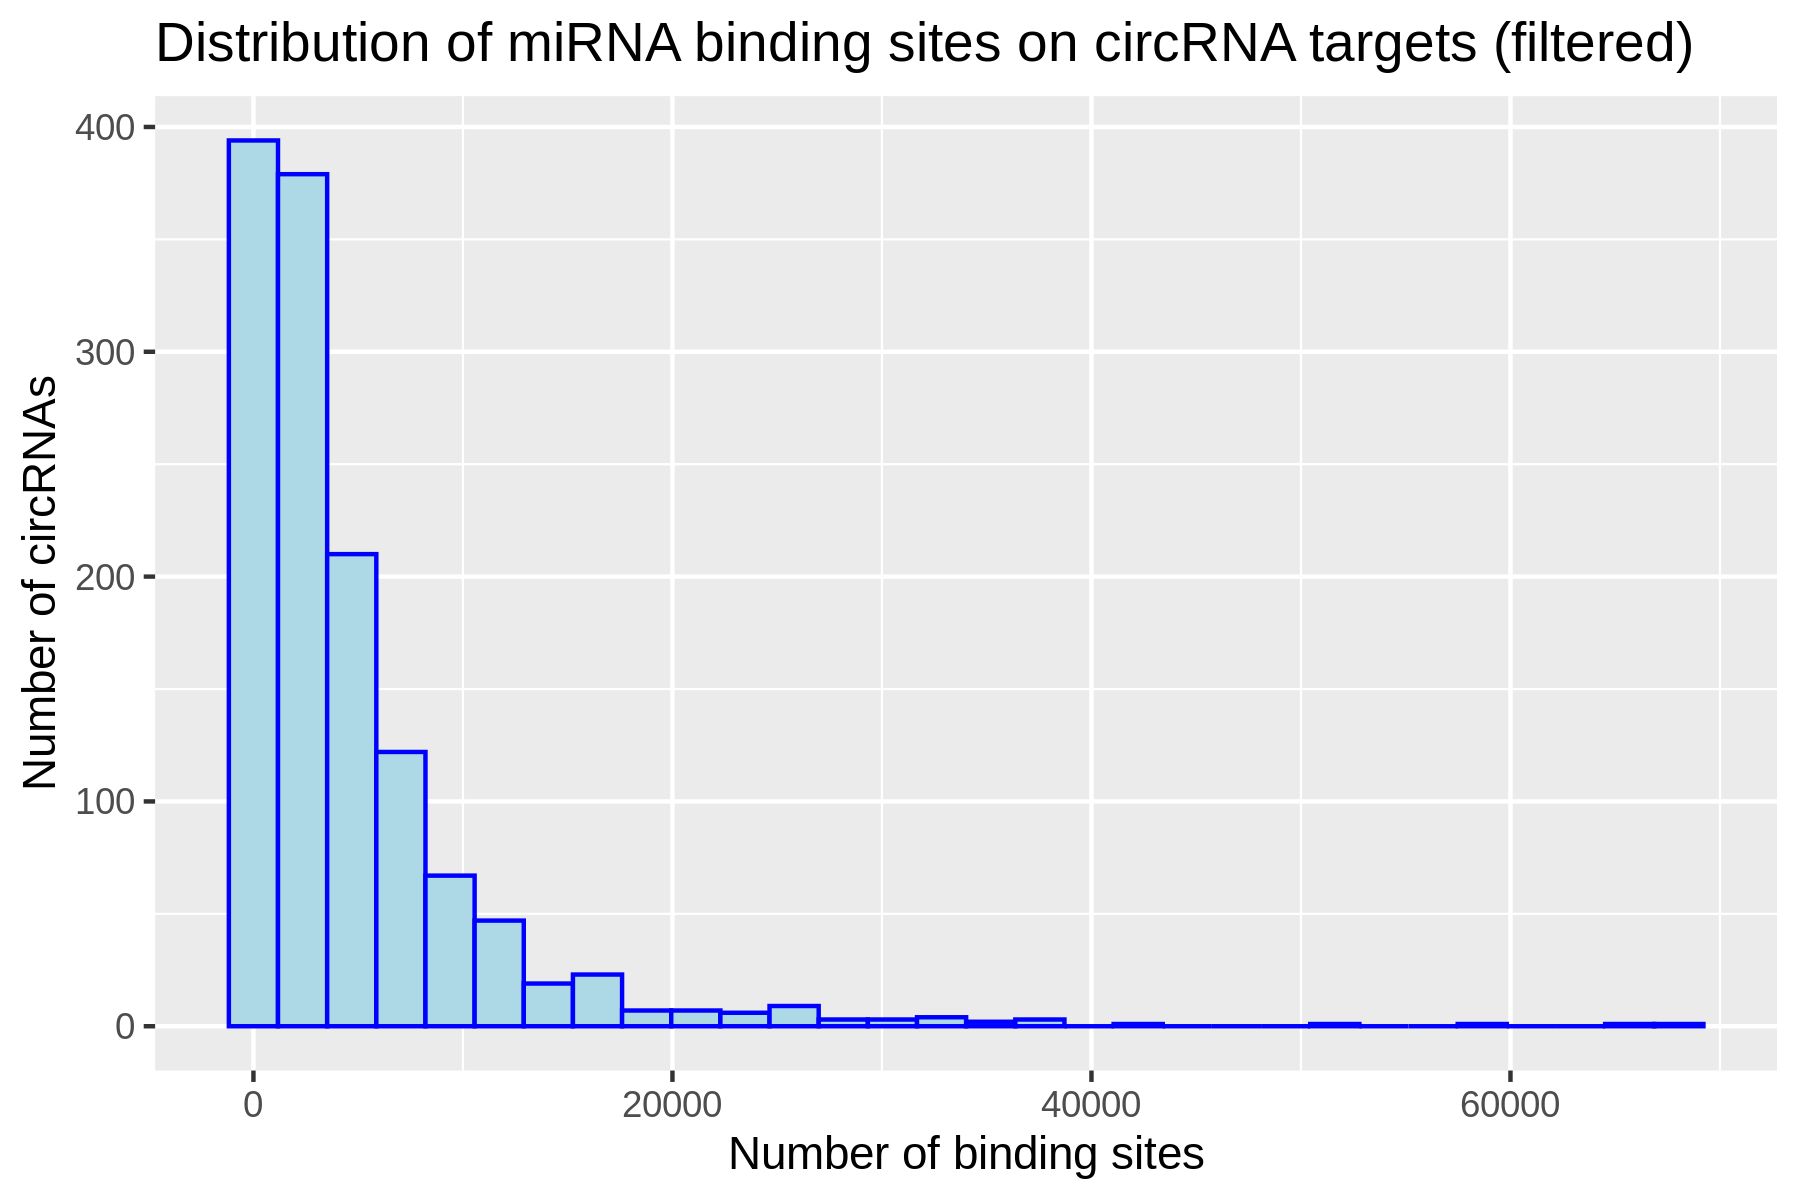 Distribution of miRNA binding sites on circRNA targets (filtered)
400
300
200
100
0
Number of circRNAs
0 20000 40000 60000
Number of binding sites